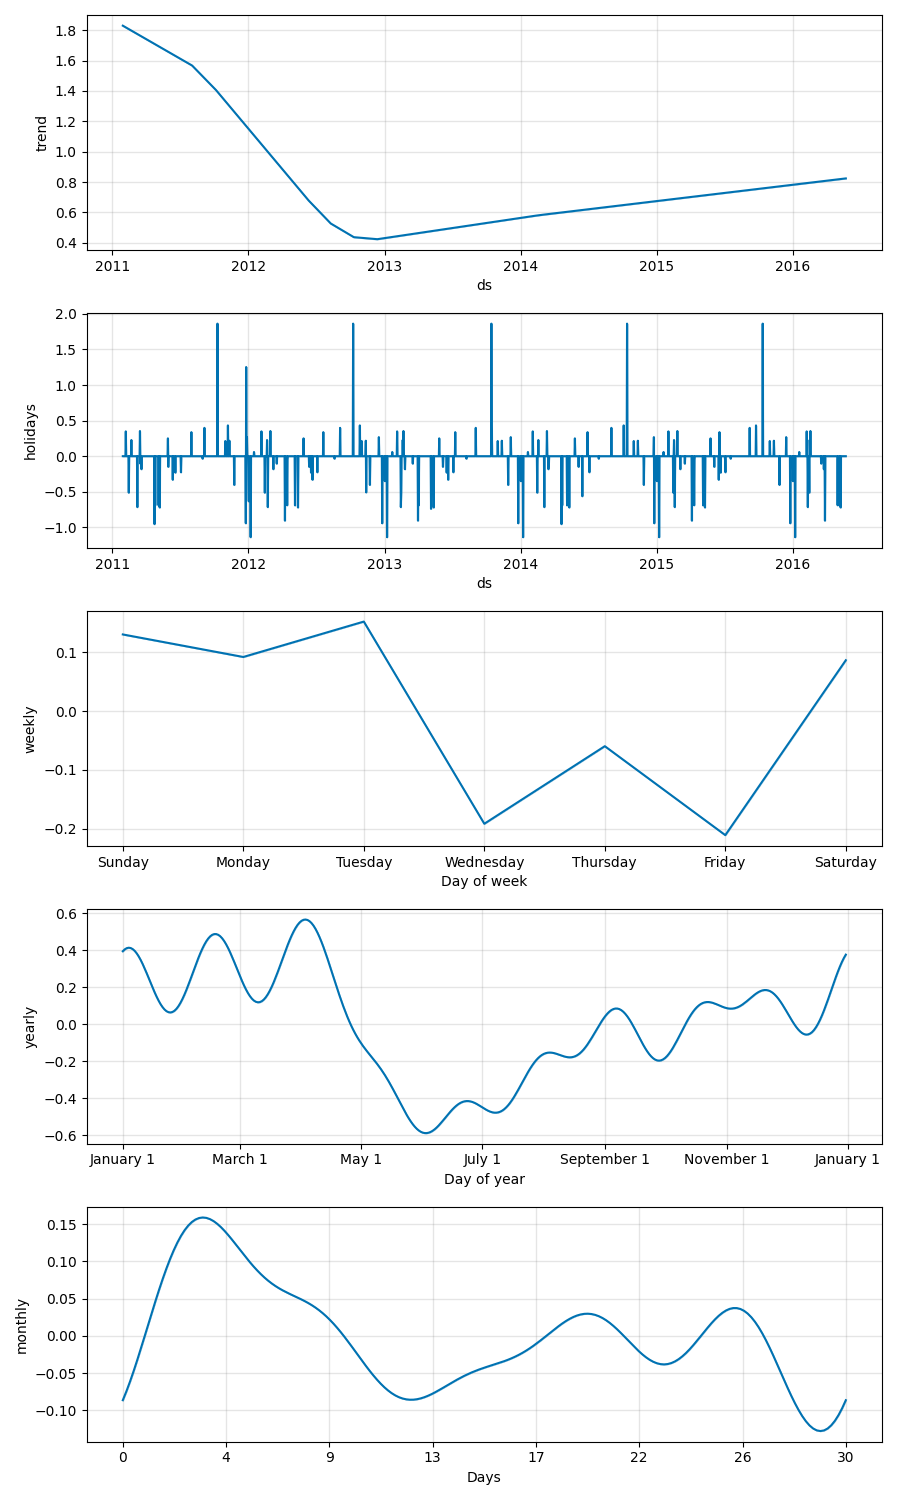 trend
1.8
1.6
1.4
1.2
1.0
0.8
0.6
0.4
2011 2012 2013 2014 2015 2016
ds
holidays
2.0
1.5
1.0
0.5
0.0
−0.5
−1.0
2011 2012 2013 2014 2015 2016
ds
weekly
0.1
0.0
−0.1
−0.2
Sunday Monday Tuesday Wednesday Thursday Friday Saturday
Day of week
yearly
0.6
0.4
0.2
0.0
−0.2
−0.4
−0.6
January 1 March 1 May 1 July 1 September 1 November 1 January 1
Day of year
monthly
0.15
0.10
0.05
0.00
−0.05
−0.10
0 4 9 13 17 22 26 30
Days